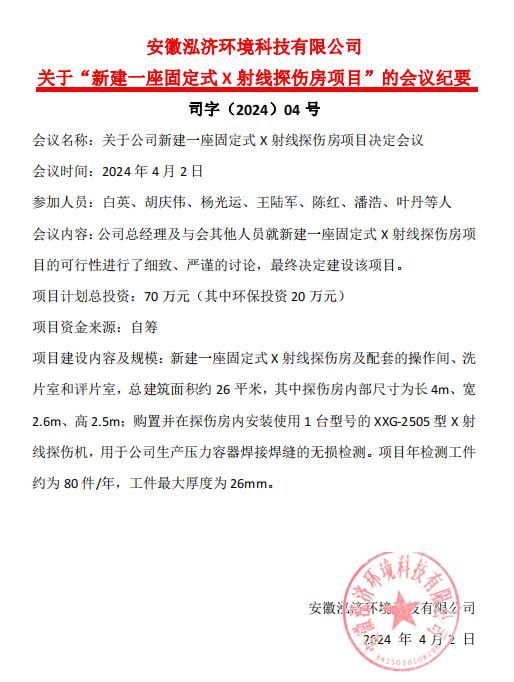 安徽泓济环境科技有限公司
关于“新建一座固定式 X 射线探伤房项目”的会议纪要
司字（2024）04 号
会议名称：关于公司新建一座固定式 X 射线探伤房项目决定会议
会议时间：2024 年 4 月 2 日
参加人员：白英、胡庆伟、杨光运、王陆军、陈红、潘浩、叶丹等人
会议内容：公司总经理及与会其他人员就新建一座固定式 X 射线探伤房项
目的可行性进行了细致、严谨的讨论，最终决定建设该项目。
项目计划总投资：70 万元（其中环保投资 20 万元）
项目资金来源：自筹
项目建设内容及规模：新建一座固定式 X 射线探伤房及配套的操作间、洗
片室和评片室，总建筑面积约 26 平米，其中探伤房内部尺寸为长 4m、宽
2.6m、高 2.5m；购置并在探伤房内安装使用 1 台型号的 XXG-2505 型 X 射
线探伤机，用于公司生产压力容器焊接焊缝的无损检测。项目年检测工件
约为 80 件/年，工件最大厚度为 26mm。
安徽泓济环境科技有限公司
2024 年 4 月 2 日
安徽泓济环境科技有限公司